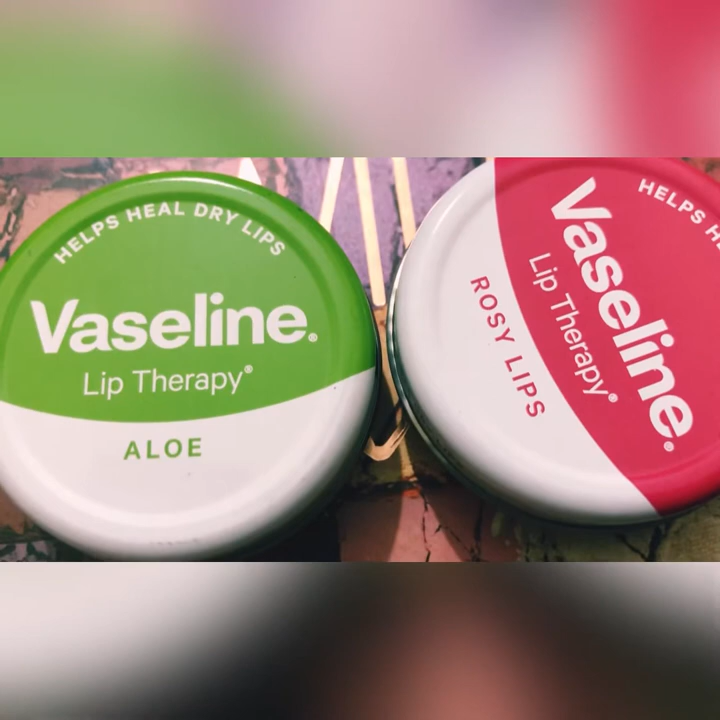 HELPS HEAL DRY LIPS
Vaseline®
Lip Therapy®
ALOE
HELPS
Vaseline®
Lip Therapy®
ROSY LIPS